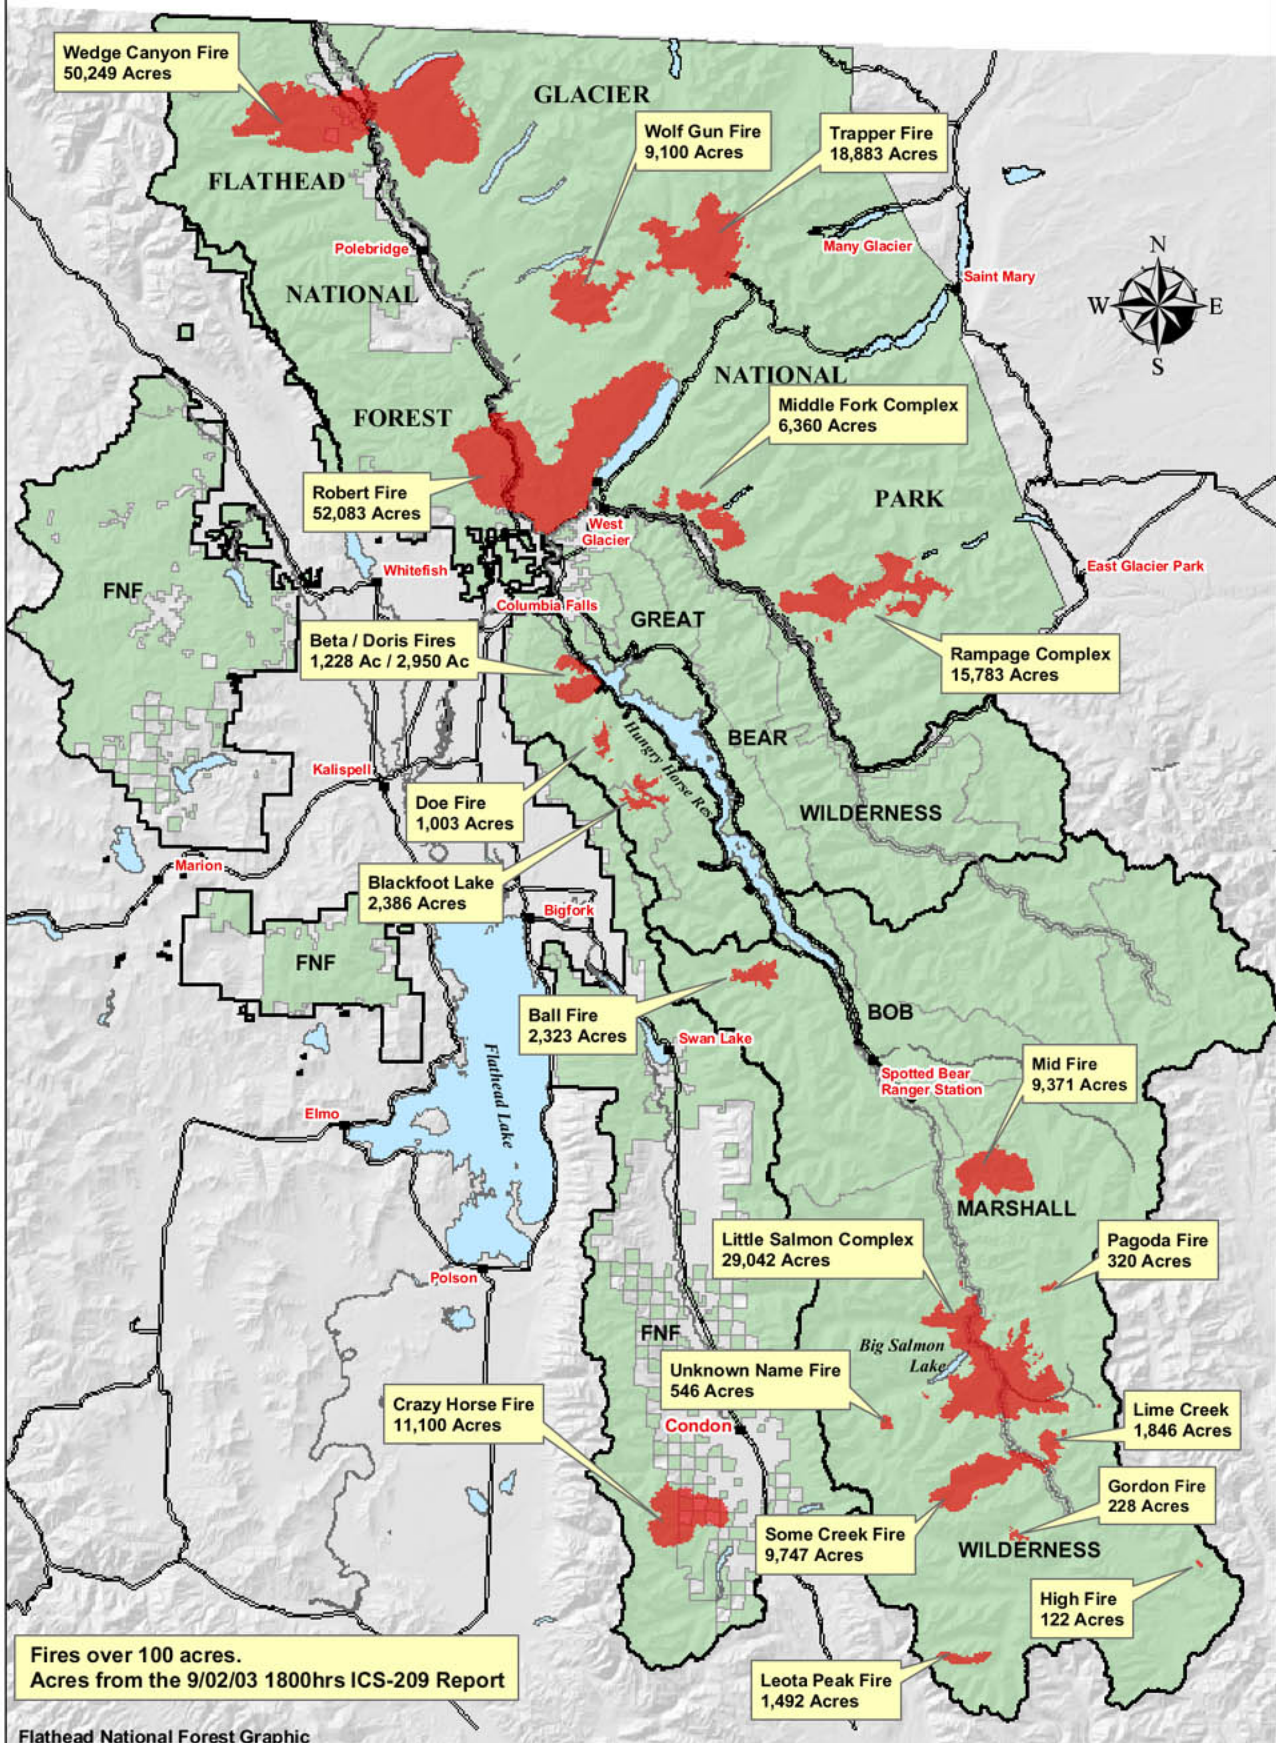 Wedge Canyon Fire
50,249 Acres
GLACIER
Wolf Gun Fire
9,100 Acres
Trapper Fire
18,883 Acres
FLATHEAD
Polebridge
Many Glacier
Saint Mary
N
W
E
S
NATIONAL
NATIONAL
FOREST
Middle Fork Complex
6,360 Acres
Robert Fire
52,083 Acres
PARK
West
Glacier
Whitefish
East Glacier Park
FNF
Columbia Falls
GREAT
Beta / Doris Fires
1,228 Ac / 2,950 Ac
Rampage Complex
15,783 Acres
Hungry Horse Res.
BEAR
Kalispell
Doe Fire
1,003 Acres
WILDERNESS
Marion
Blackfoot Lake
2,386 Acres
Bigfork
FNF
Ball Fire
2,323 Acres
BOB
Swan Lake
Flathead Lake
Spotted Bear
Ranger Station
Mid Fire
9,371 Acres
Elmo
MARSHALL
Little Salmon Complex
29,042 Acres
Pagoda Fire
320 Acres
Polson
FNF
Big Salmon
Lake
Unknown Name Fire
546 Acres
Crazy Horse Fire
11,100 Acres
Condon
Lime Creek
1,846 Acres
Gordon Fire
228 Acres
Some Creek Fire
9,747 Acres
WILDERNESS
High Fire
122 Acres
Fires over 100 acres.
Acres from the 9/02/03 1800hrs ICS-209 Report
Leota Peak Fire
1,492 Acres
Flathead National Forest Graphic